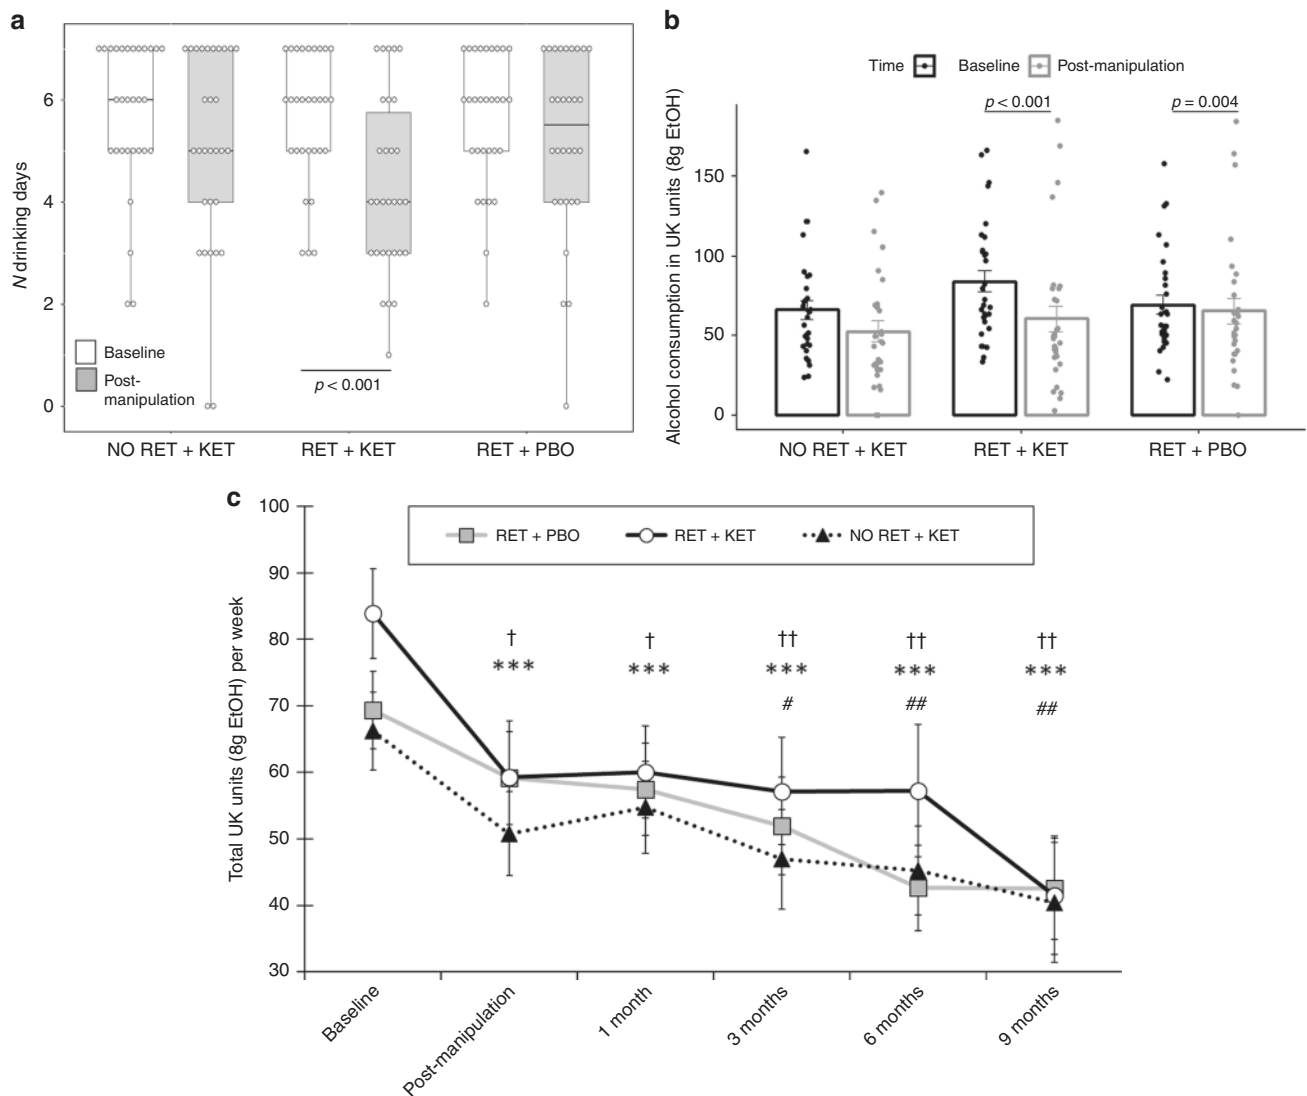 a
N drinking days
6
4
2
0
Baseline
Post-
manipulation
p < 0.001
NO RET + KET
RET + KET
RET + PBO
b
Time
Baseline
Post-manipulation
Alcohol consumption in UK units (8g EtOH)
p < 0.001
p = 0.004
150
100
50
0
NO RET + KET
RET + KET
RET + PBO
c
Total UK units (8g EtOH) per week
100
90
80
70
60
50
40
30
RET + PBO
RET + KET
NO RET + KET
† † †† †† ††
*** *** *** *** ***
# ## ##
Baseline
Post-manipulation
1 month
3 months
6 months
9 months